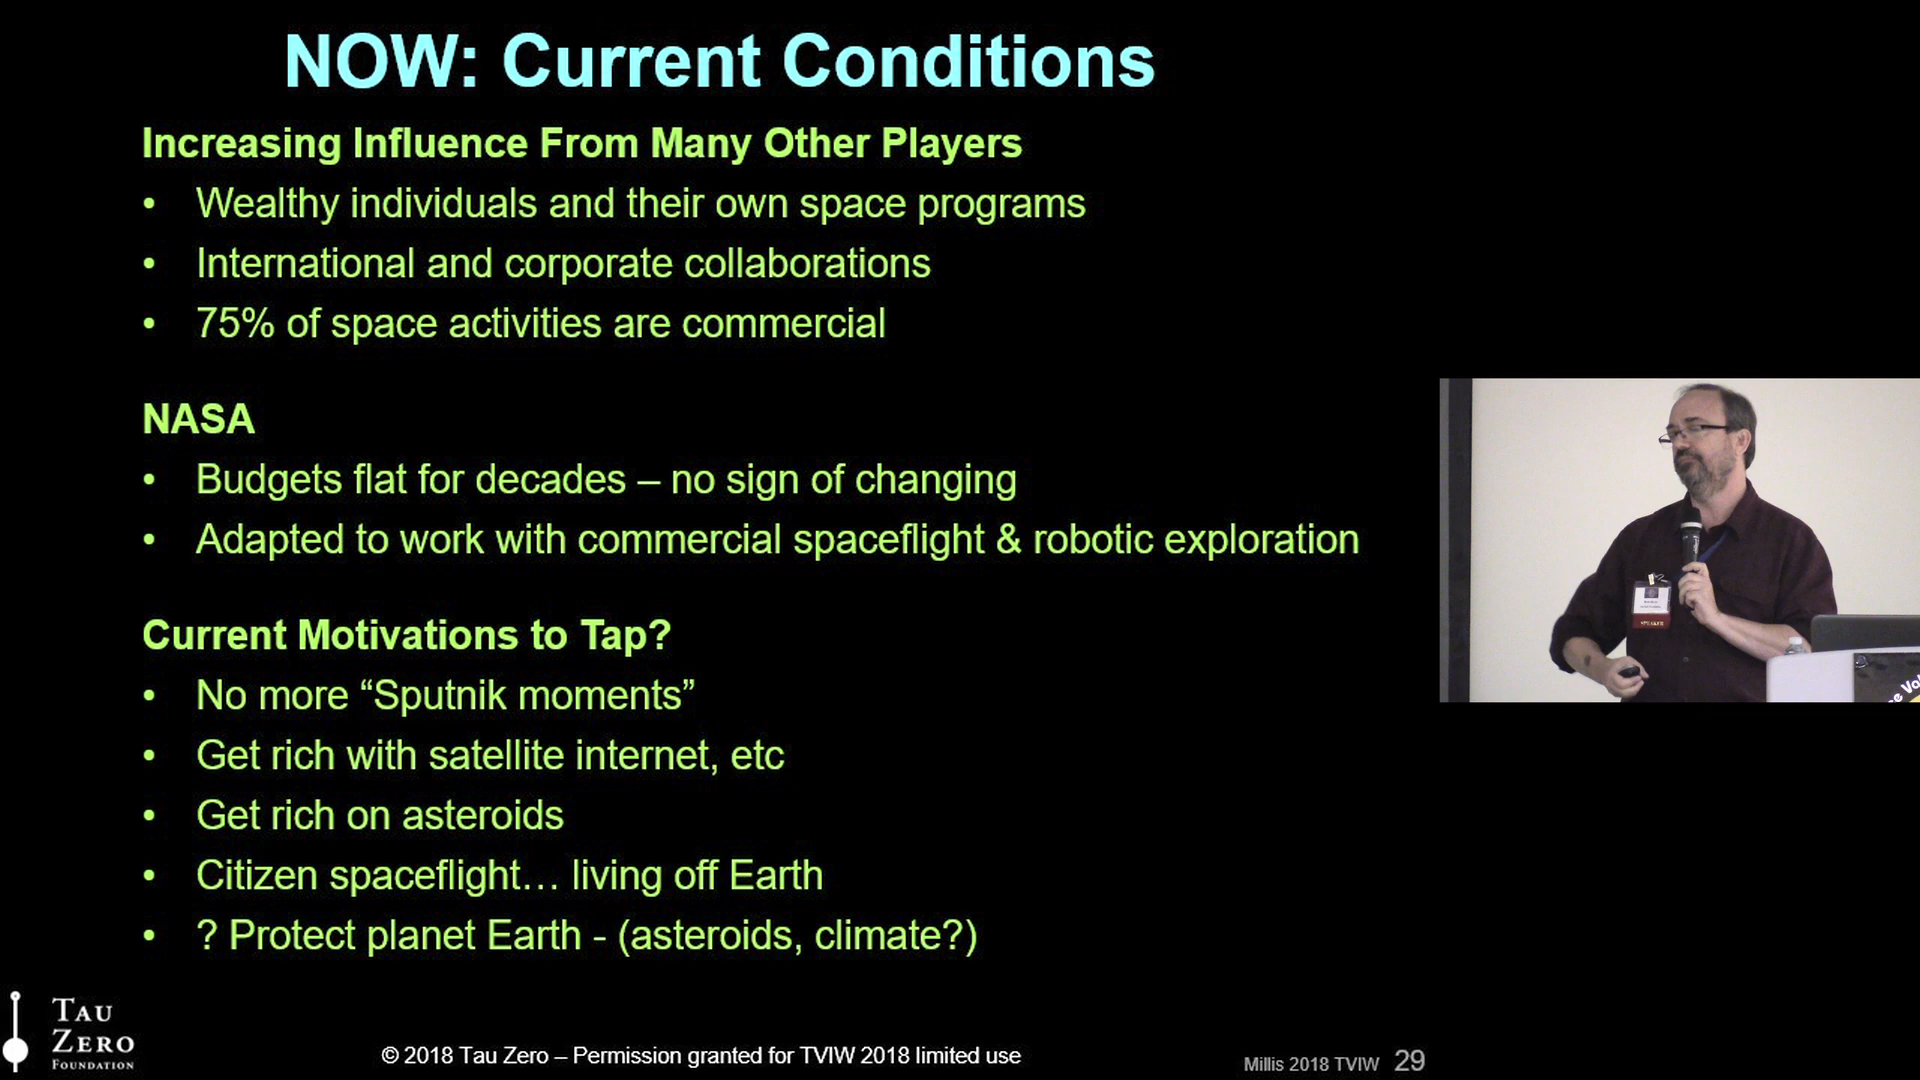 NOW: Current Conditions
Increasing Influence From Many Other Players
• Wealthy individuals and their own space programs
• International and corporate collaborations
• 75% of space activities are commercial
NASA
• Budgets flat for decades – no sign of changing
• Adapted to work with commercial spaceflight & robotic exploration
Current Motivations to Tap?
• No more “Sputnik moments”
• Get rich with satellite internet, etc
• Get rich on asteroids
• Citizen spaceflight… living off Earth
• ? Protect planet Earth - (asteroids, climate?)
SPEAKER
TAU
ZERO
FOUNDATION
© 2018 Tau Zero – Permission granted for TVIW 2018 limited use
Millis 2018 TVIW 29